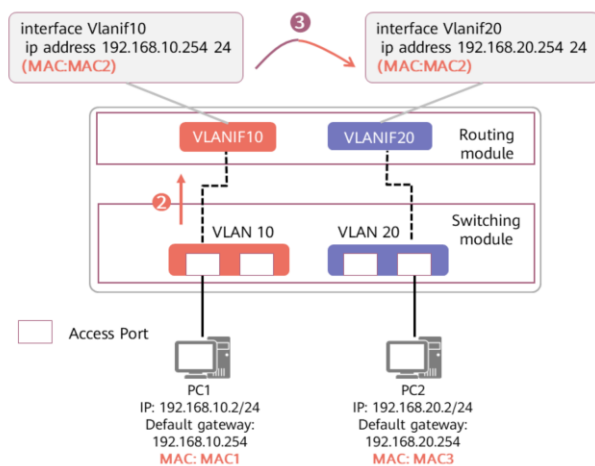 interface Vlanif10
ip address 192.168.10.254 24
(MAC:MAC2)
3
interface Vlanif20
ip address 192.168.20.254 24
(MAC:MAC2)
VLANIF10
VLANIF20
Routing
module
2
VLAN 10
VLAN 20
Switching
module
Access Port
PC1
IP: 192.168.10.2/24
Default gateway:
192.168.10.254
MAC: MAC1
PC2
IP: 192.168.20.2/24
Default gateway:
192.168.20.254
MAC: MAC3